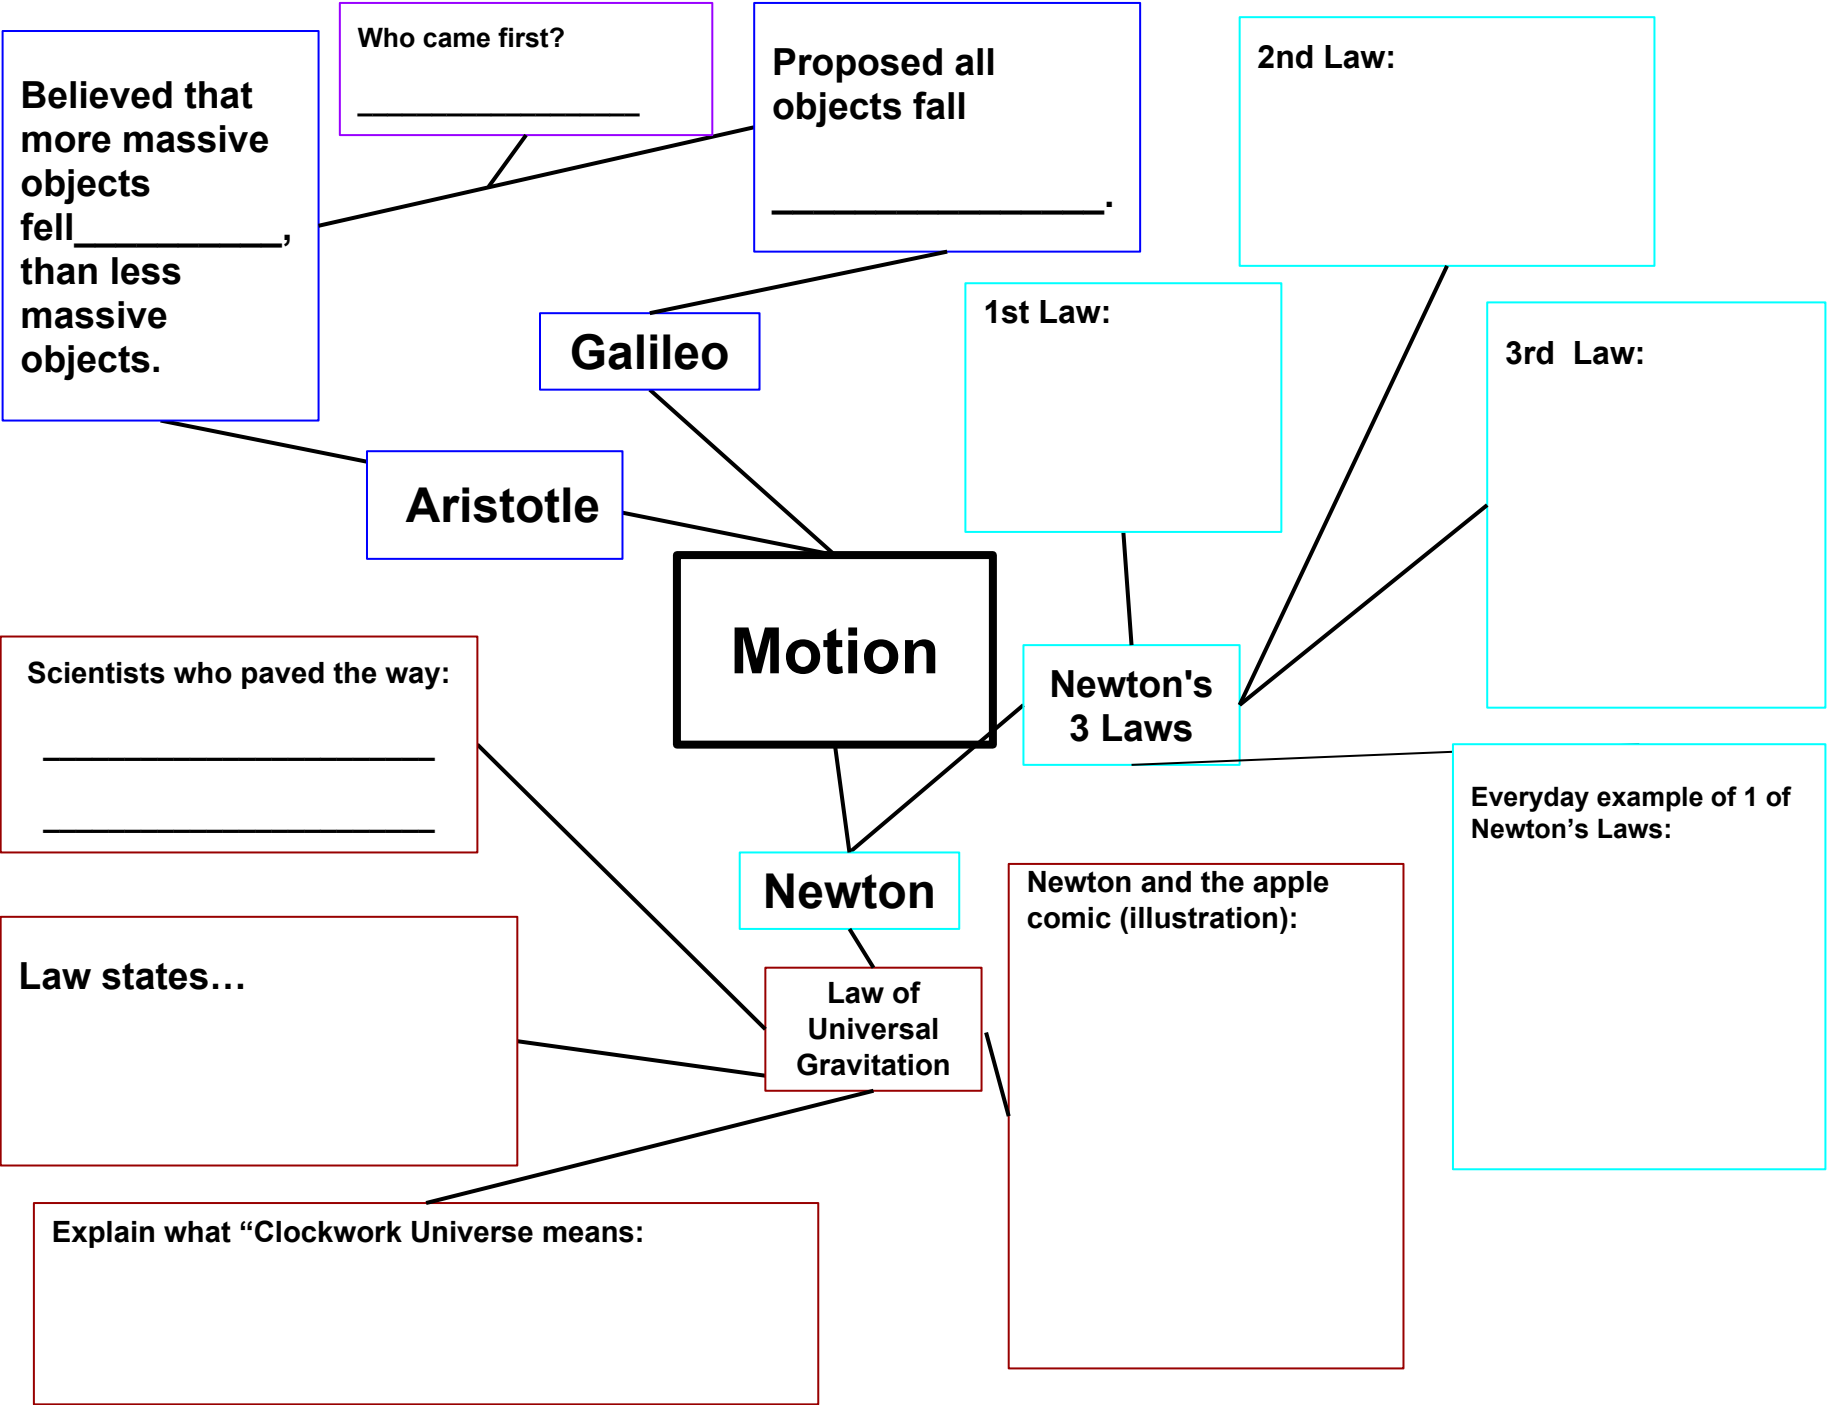 Believed that
more massive
objects
fell__________,
than less
massive
objects.
Who came first?
___________________
Proposed all
objects fall
________________.
2nd Law:
1st Law:
3rd  Law:
Galileo
Aristotle
Motion
Newton's
3 Laws
Scientists who paved the way:
________________________
________________________
Everyday example of 1 of
Newton’s Laws:
Newton
Newton and the apple
comic (illustration):
Law states…
Law of
Universal
Gravitation
Explain what “Clockwork Universe means: